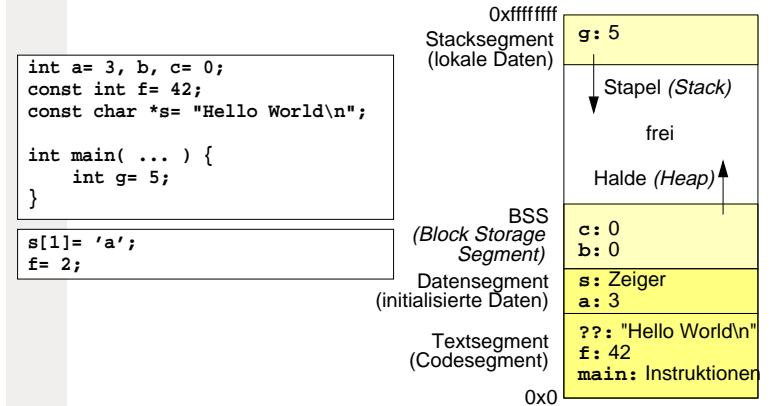 int a= 3, b, c= 0;
const int f= 42;
const char *s= "Hello World\n";
int main( ... ) {
int g= 5;
}
s[1]= ’a’;
f= 2;
0xffffffff
Stacksegment
(lokale Daten)
g: 5
Stapel (Stack)
frei
Halde (Heap)
BSS
(Block Storage
Segment)
c: 0
b: 0
Datensegment
(initialisierte Daten)
s: Zeiger
a: 3
Textsegment
(Codesegment)
??: "Hello World\n"
f: 42
main: Instruktionen
0x0